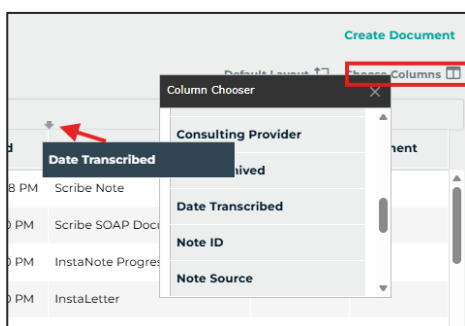 Create Document
Default Layout
Choose Columns
Column Chooser
Consulting Provider
Date Transcribed
Date Transcribed
Note ID
Note Source
8 PM Scribe Note
PM Scribe SOAP Docu
PM InstaNote Progres
PM InstaLetter